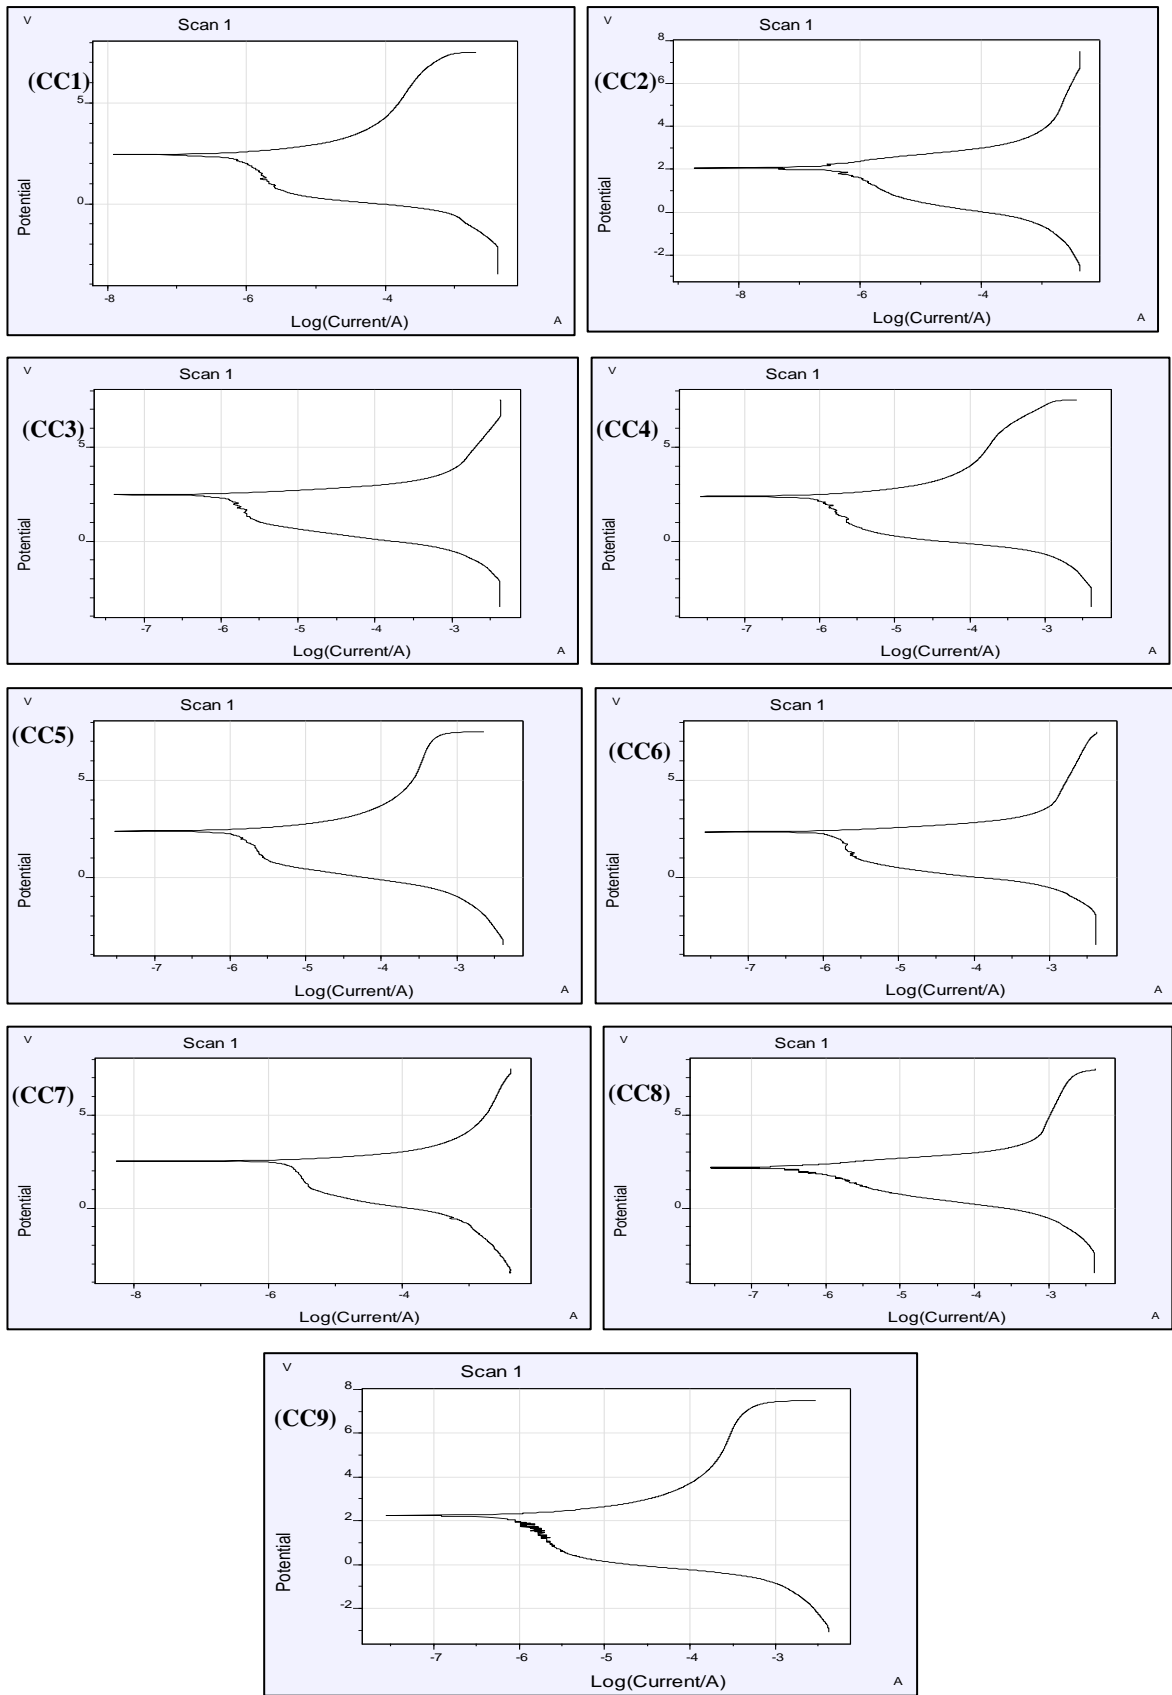 V
Scan 1
(CC1)
5
0
Potential
-8
-6
-4
Log(Current/A)
A
V
Scan 1
(CC2)
8
6
4
2
0
-2
Potential
-8
-6
-4
Log(Current/A)
A
V
Scan 1
(CC3)
5
0
Potential
-7
-6
-5
-4
-3
Log(Current/A)
A
V
Scan 1
(CC4)
5
0
Potential
-7
-6
-5
-4
-3
Log(Current/A)
A
V
Scan 1
(CC5)
5
0
Potential
-7
-6
-5
-4
-3
Log(Current/A)
A
V
Scan 1
(CC6)
5
0
Potential
-7
-6
-5
-4
-3
Log(Current/A)
A
V
Scan 1
(CC7)
5
0
Potential
-8
-6
-4
Log(Current/A)
A
V
Scan 1
(CC8)
5
0
Potential
-7
-6
-5
-4
-3
Log(Current/A)
A
V
Scan 1
(CC9)
8
6
4
2
0
-2
Potential
-7
-6
-5
-4
-3
Log(Current/A)
A